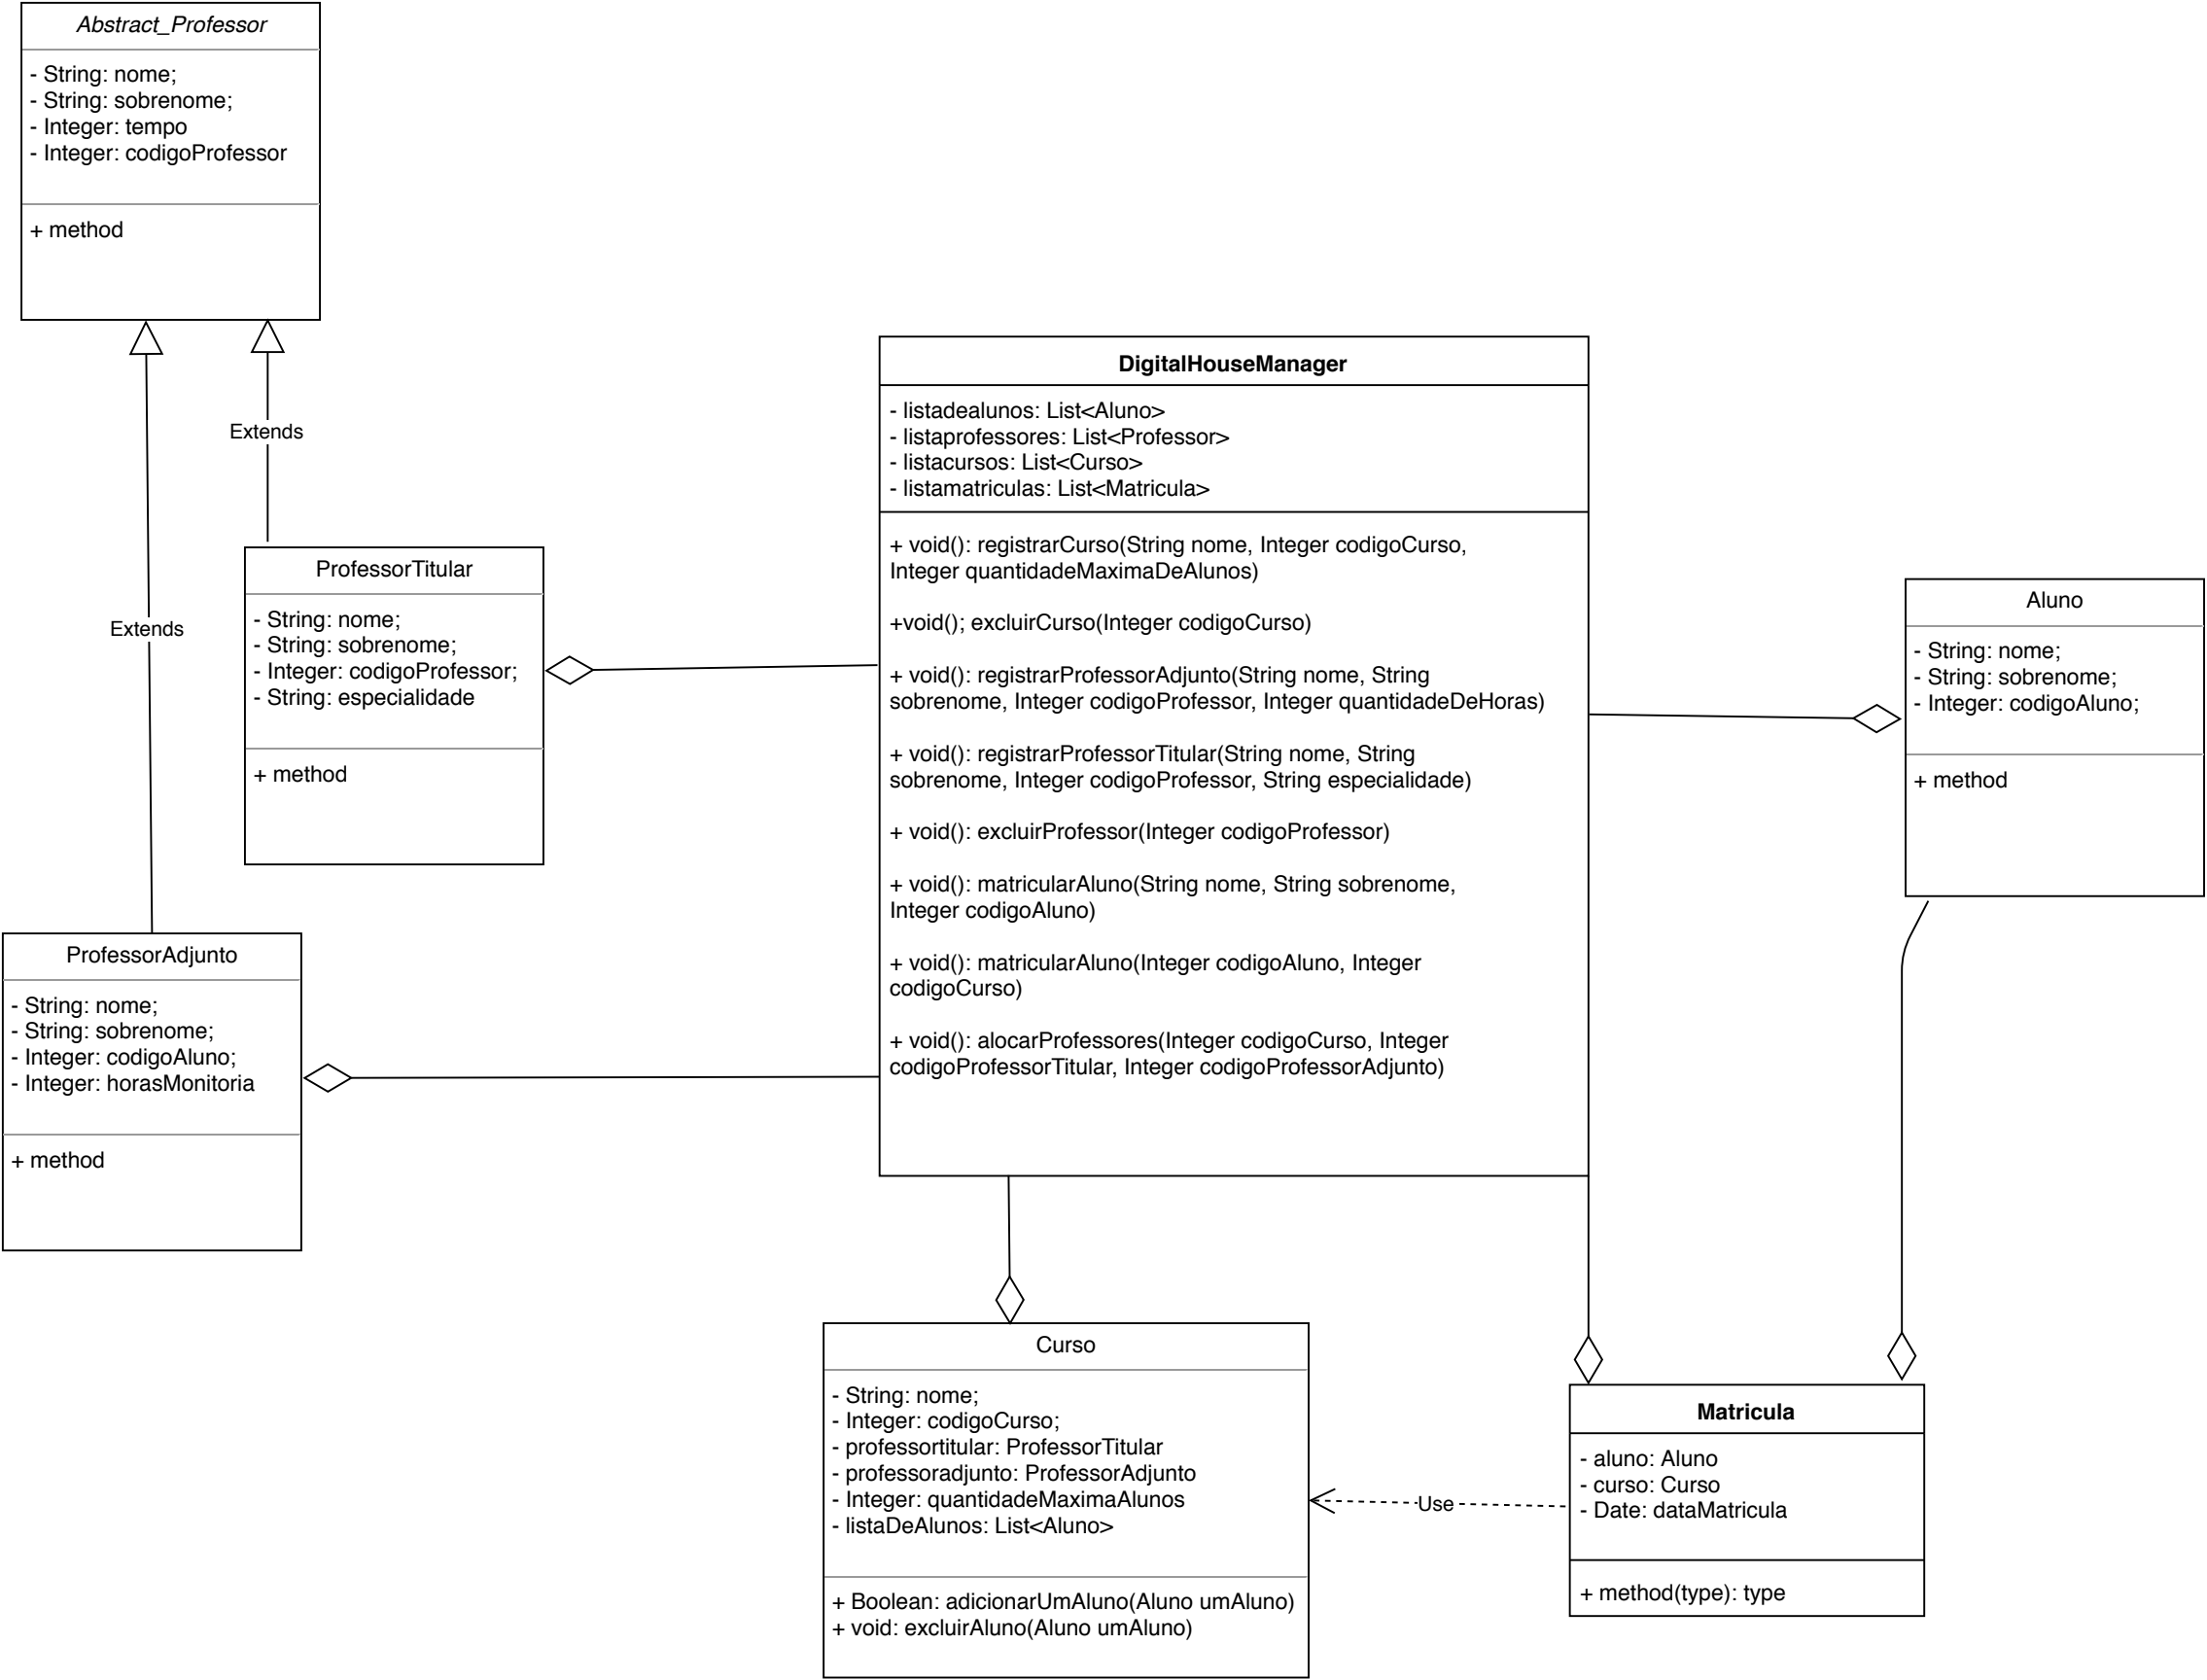 Abstract_Professor
- String: nome;
- String: sobrenome;
- Integer: tempo
- Integer: codigoProfessor
+ method
Extends
Extends
ProfessorTitular
- String: nome;
- String: sobrenome;
- Integer: codigoProfessor;
- String: especialidade
+ method
ProfessorAdjunto
- String: nome;
- String: sobrenome;
- Integer: codigoAluno;
- Integer: horasMonitoria
+ method
DigitalHouseManager
- listadealunos: List<Aluno>
- listaprofessores: List<Professor>
- listacursos: List<Curso>
- listamatriculas: List<Matricula>
+ void(): registrarCurso(String nome, Integer codigoCurso,
Integer quantidadeMaximaDeAlunos)
+void(); excluirCurso(Integer codigoCurso)
+ void(): registrarProfessorAdjunto(String nome, String
sobrenome, Integer codigoProfessor, Integer quantidadeDeHoras)
+ void(): registrarProfessorTitular(String nome, String
sobrenome, Integer codigoProfessor, String especialidade)
+ void(): excluirProfessor(Integer codigoProfessor)
+ void(): matricularAluno(String nome, String sobrenome,
Integer codigoAluno)
+ void(): matricularAluno(Integer codigoAluno, Integer
codigoCurso)
+ void(): alocarProfessores(Integer codigoCurso, Integer
codigoProfessorTitular, Integer codigoProfessorAdjunto)
Aluno
- String: nome;
- String: sobrenome;
- Integer: codigoAluno;
+ method
Curso
- String: nome;
- Integer: codigoCurso;
- professortitular: ProfessorTitular
- professoradjunto: ProfessorAdjunto
- Integer: quantidadeMaximaAlunos
- listaDeAlunos: List<Aluno>
+ Boolean: adicionarUmAluno(Aluno umAluno)
+ void: excluirAluno(Aluno umAluno)
Use
Matricula
- aluno: Aluno
- curso: Curso
- Date: dataMatricula
+ method(type): type